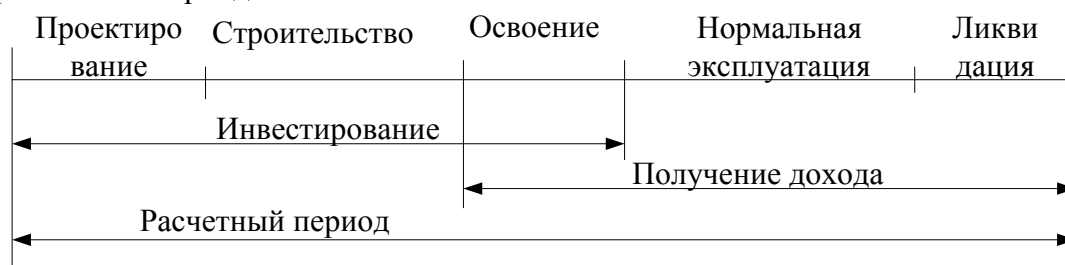 Проектиро
вание
Строительство
Освоение
Нормальная
эксплуатация
Ликви
дация
Инвестирование
Получение дохода
Расчетный период